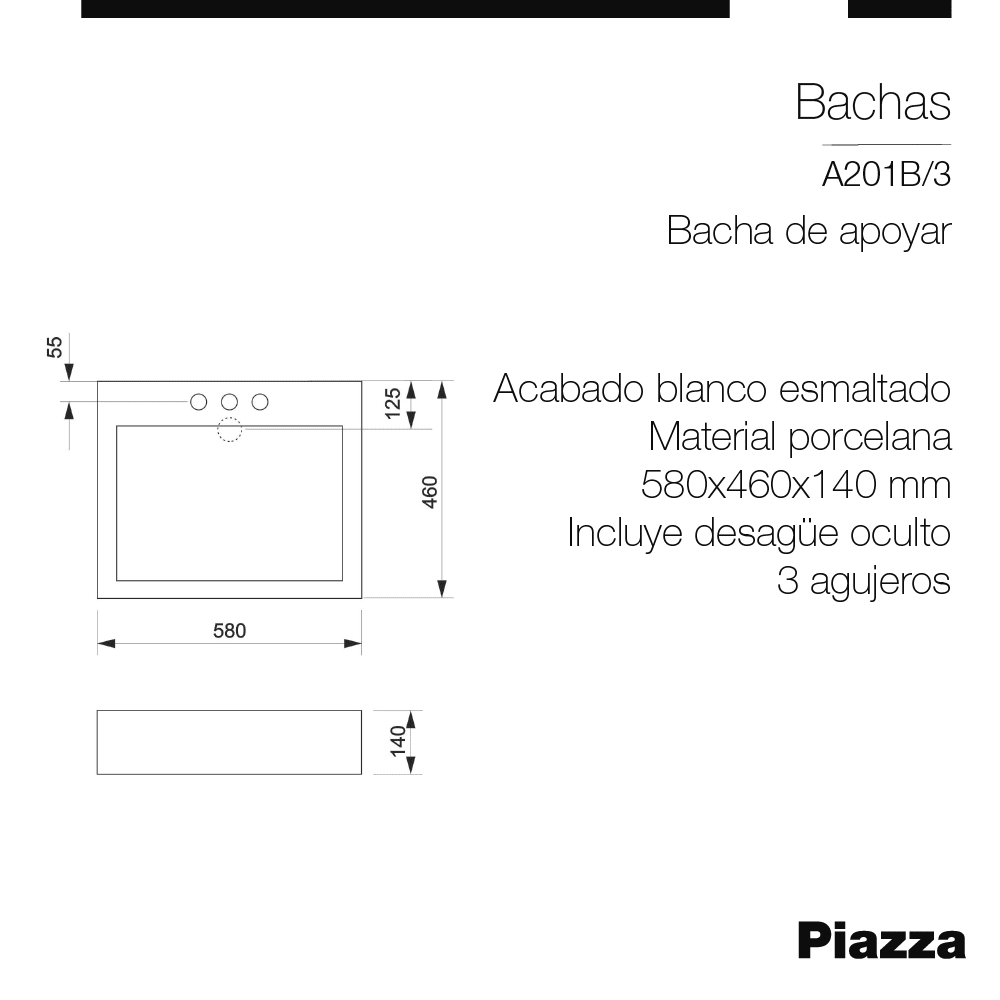 Bachas
A201B/3
Bacha de apoyar
55
125
460
580
140
Acabado blanco esmaltado
Material porcelana
580x460x140 mm
Incluye desagüe oculto
3 agujeros
Piazza